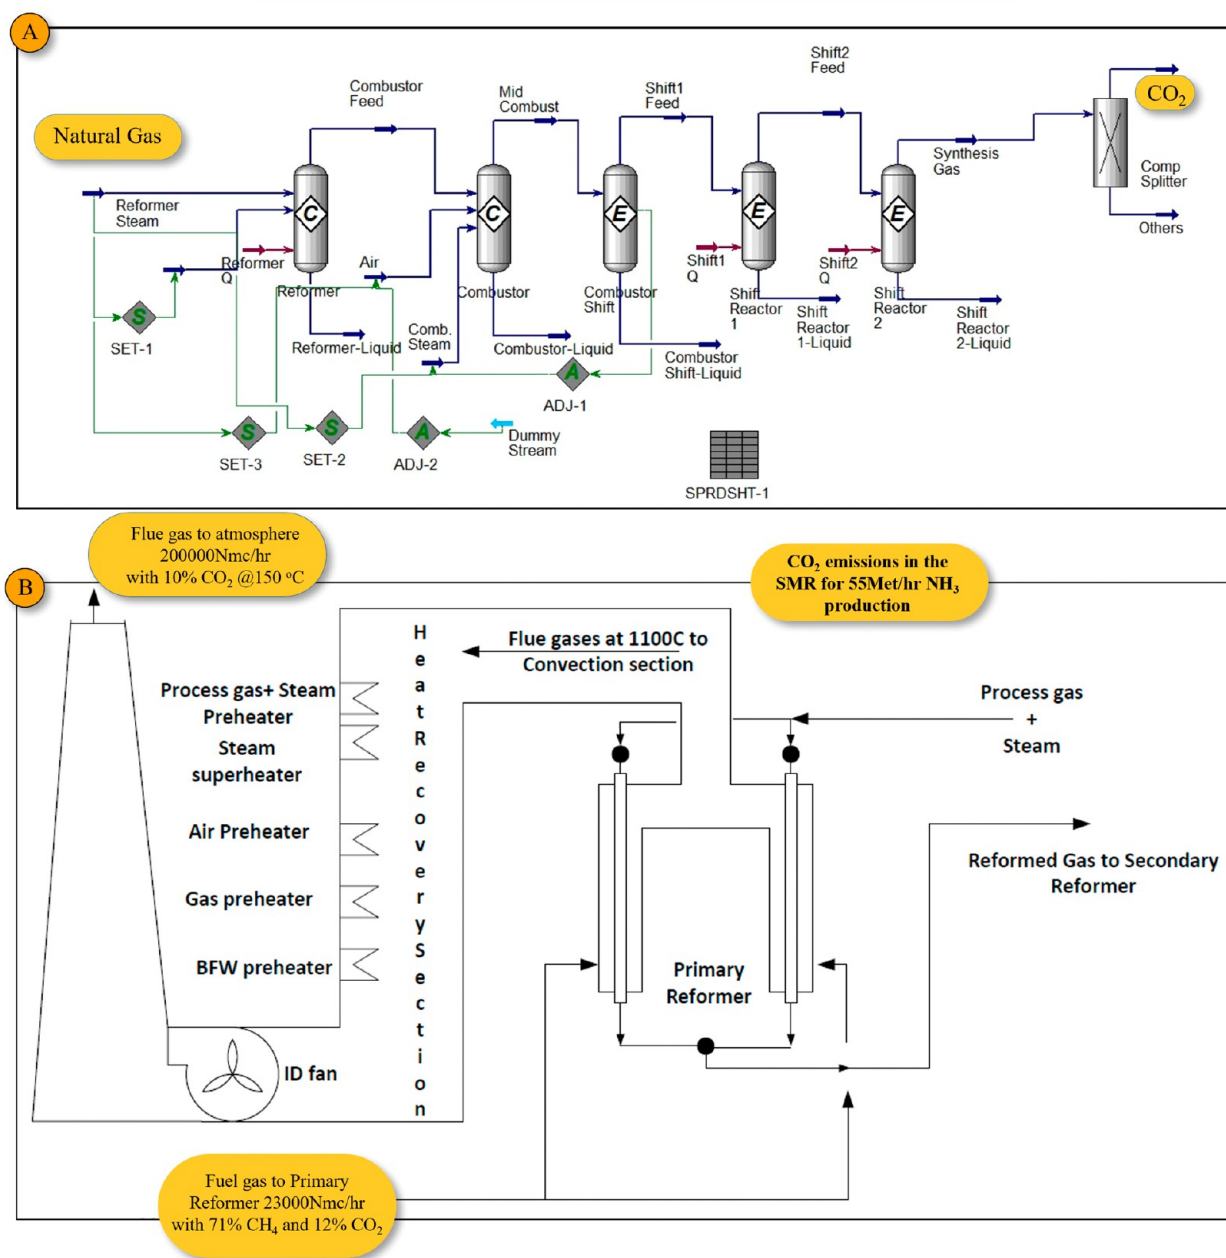 A
Natural Gas
Combustor
Feed
Mid
Combust
Shift1
Feed
Shift2
Feed
CO₂
Synthesis
Gas
Comp
Splitter
Others
Reformer
Steam
C
C
E
E
E
Reformer
Q
Reformer
Air
Combustor
Combustor
Shift
Shift1
Q
Shift
Reactor
1
Shift2
Q
Shift
Reactor
2
S
SET-1
Reformer-Liquid
Comb.
Steam
Combustor-Liquid
Combustor
Shift-Liquid
Shift
Reactor
1-Liquid
Shift
Reactor
2-Liquid
A
ADJ-1
S
SET-3
S
SET-2
A
ADJ-2
Dummy
Stream
SPRDSHT-1
B
Flue gas to atmosphere
200000Nmc/hr
with 10% CO₂ @150 °C
CO₂ emissions in the
SMR for 55Met/hr NH₃
production
Heat Recovery Section
Flue gases at 1100C to
Convection section
Process gas+ Steam
Preheater
Steam
superheater
Air Preheater
Gas preheater
BFW preheater
ID fan
Process gas
+
Steam
Reformed Gas to Secondary
Reformer
Primary
Reformer
Fuel gas to Primary
Reformer 23000Nmc/hr
with 71% CH₄ and 12% CO₂